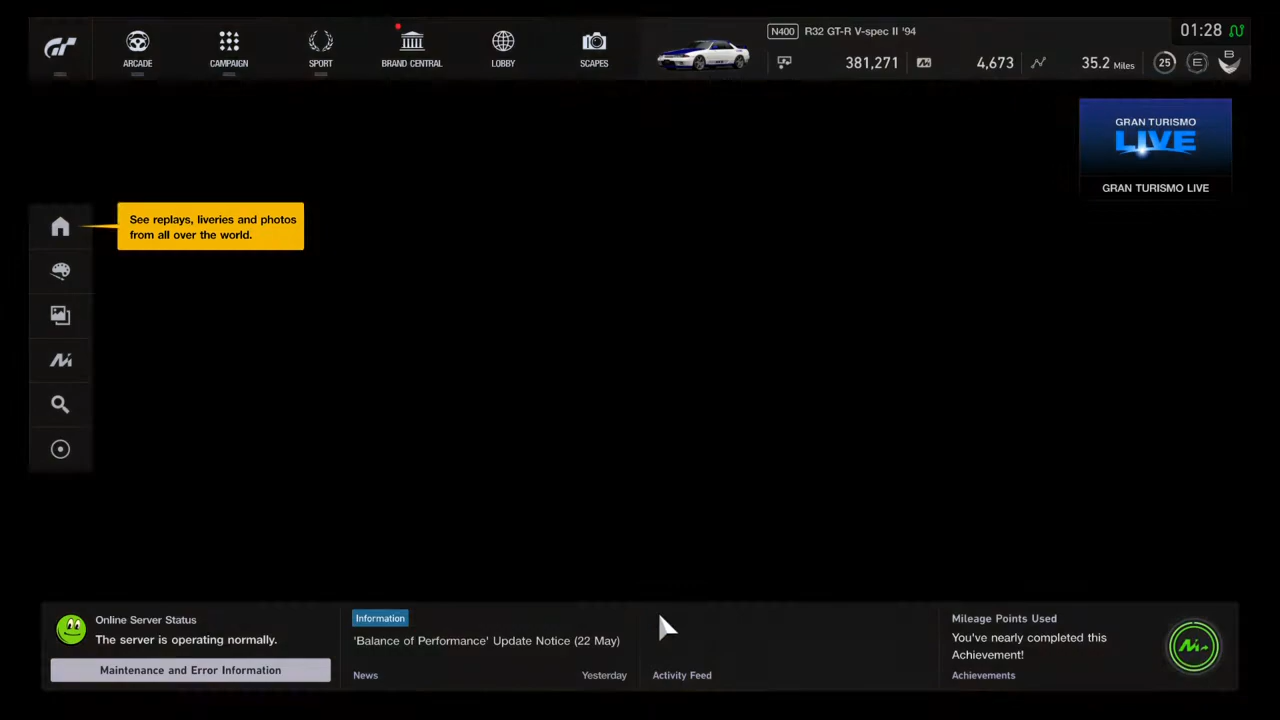 ARCADE
CAMPAIGN
SPORT
BRAND CENTRAL
LOBBY
SCAPES
N400 R32 GT-R V-spec II '94
01:28
381,271
4,673
35.2 Miles
25
E
B
GRAN TURISMO
LIVE
GRAN TURISMO LIVE
See replays, liveries and photos
from all over the world.
Online Server Status
The server is operating normally.
Maintenance and Error Information
Information
'Balance of Performance' Update Notice (22 May)
News
Yesterday
Activity Feed
Mileage Points Used
You've nearly completed this
Achievement!
Achievements